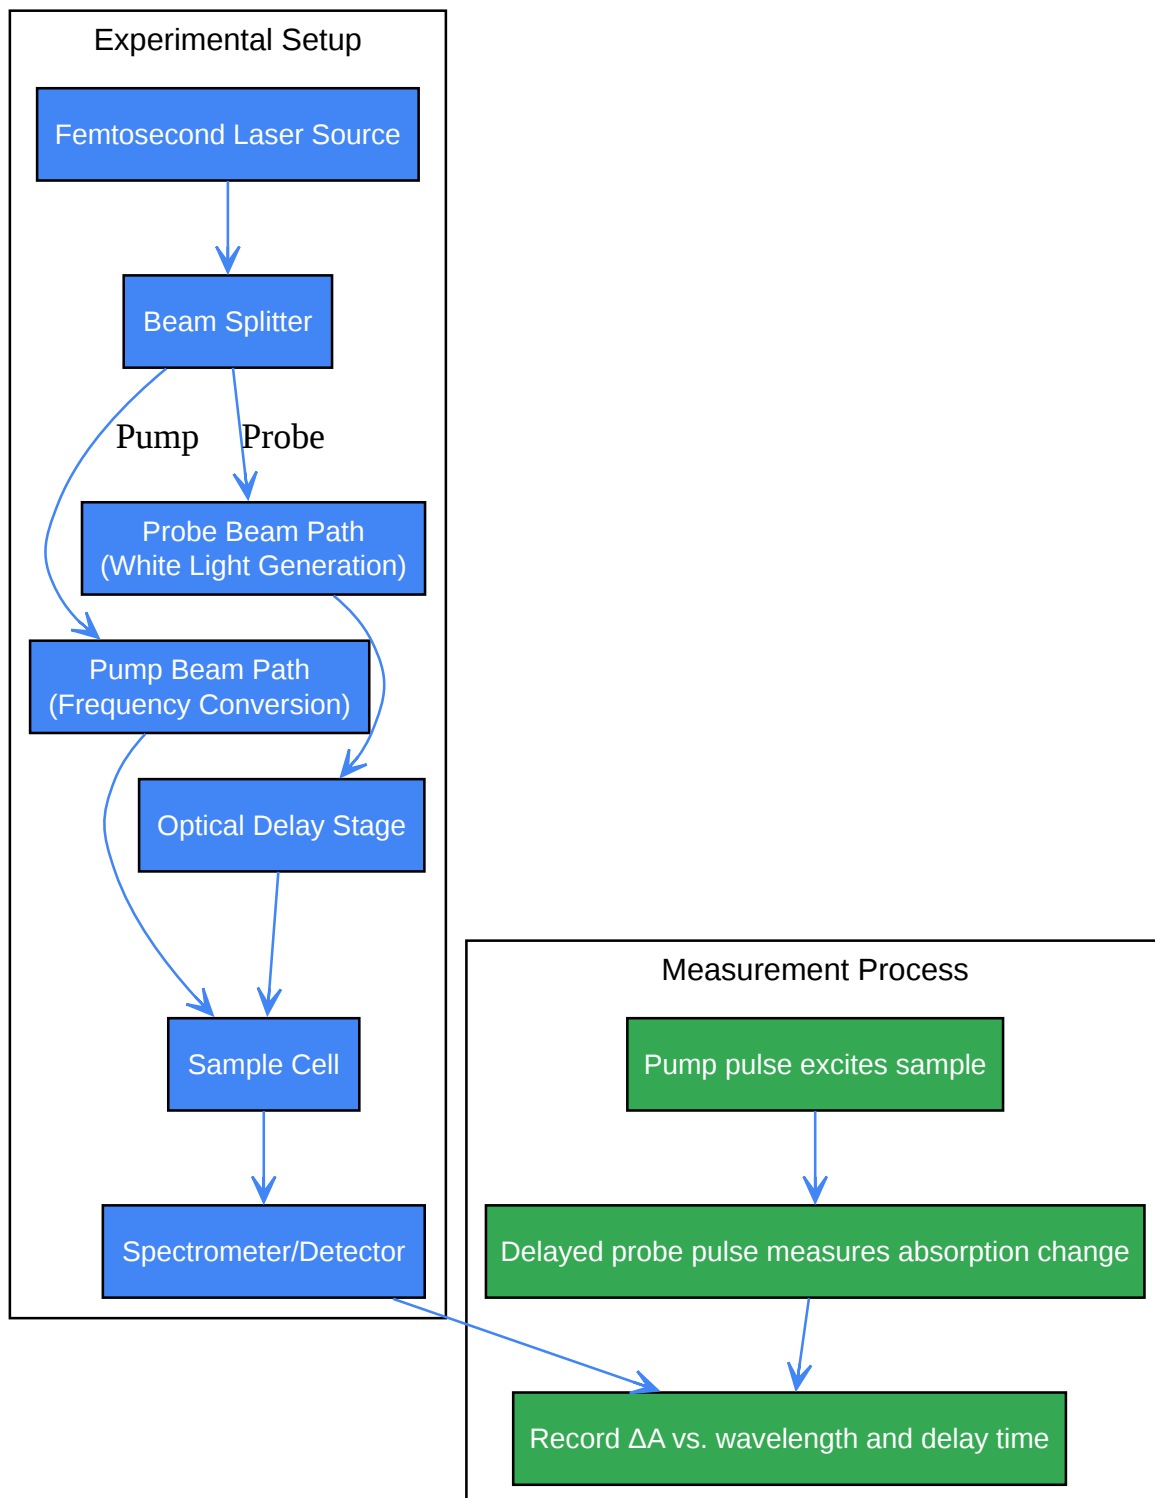 Experimental Setup
Femtosecond Laser Source
Beam Splitter
Pump
Probe
Probe Beam Path
(White Light Generation)
Pump Beam Path
(Frequency Conversion)
Optical Delay Stage
Sample Cell
Spectrometer/Detector
Measurement Process
Pump pulse excites sample
Delayed probe pulse measures absorption change
Record ΔA vs. wavelength and delay time